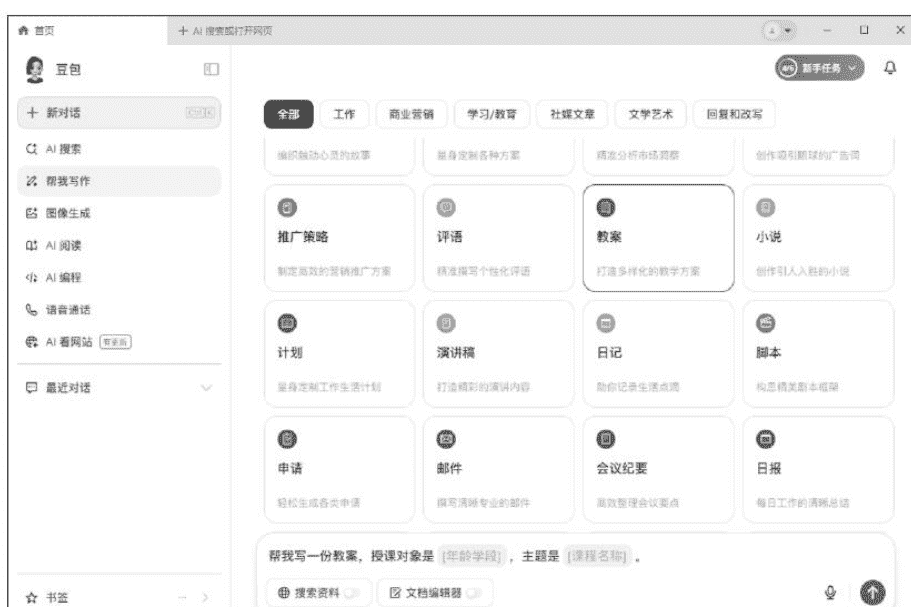 首页
AI 搜索或打开网页
新手任务
豆包
新对话
Ctrl K
AI 搜索
帮我写作
图像生成
AI 阅读
AI 编程
语音通话
AI 看网站 有更新
最近对话
书签
全部 工作 商业营销 学习/教育 社媒文章 文学艺术 回复和改写
编织触动心灵的故事 量身定制各种方案 精准分析市场洞察 创作吸引眼球的广告词
推广策略 评语 教案 小说
制定高效的营销推广方案 精准撰写个性化评语 打造多样化的教学方案 创作引人入胜的小说
计划 演讲稿 日记 脚本
量身定制工作生活计划 打造精彩的演讲内容 助你记录生活点滴 构思精美剧本框架
申请 邮件 会议纪要 日报
轻松生成各类申请 撰写清晰专业的邮件 高效整理会议要点 每日工作的清晰总结
帮我写一份教案，授课对象是 [年龄学段] ，主题是 [课程名称] 。
搜索资料 文档编辑器